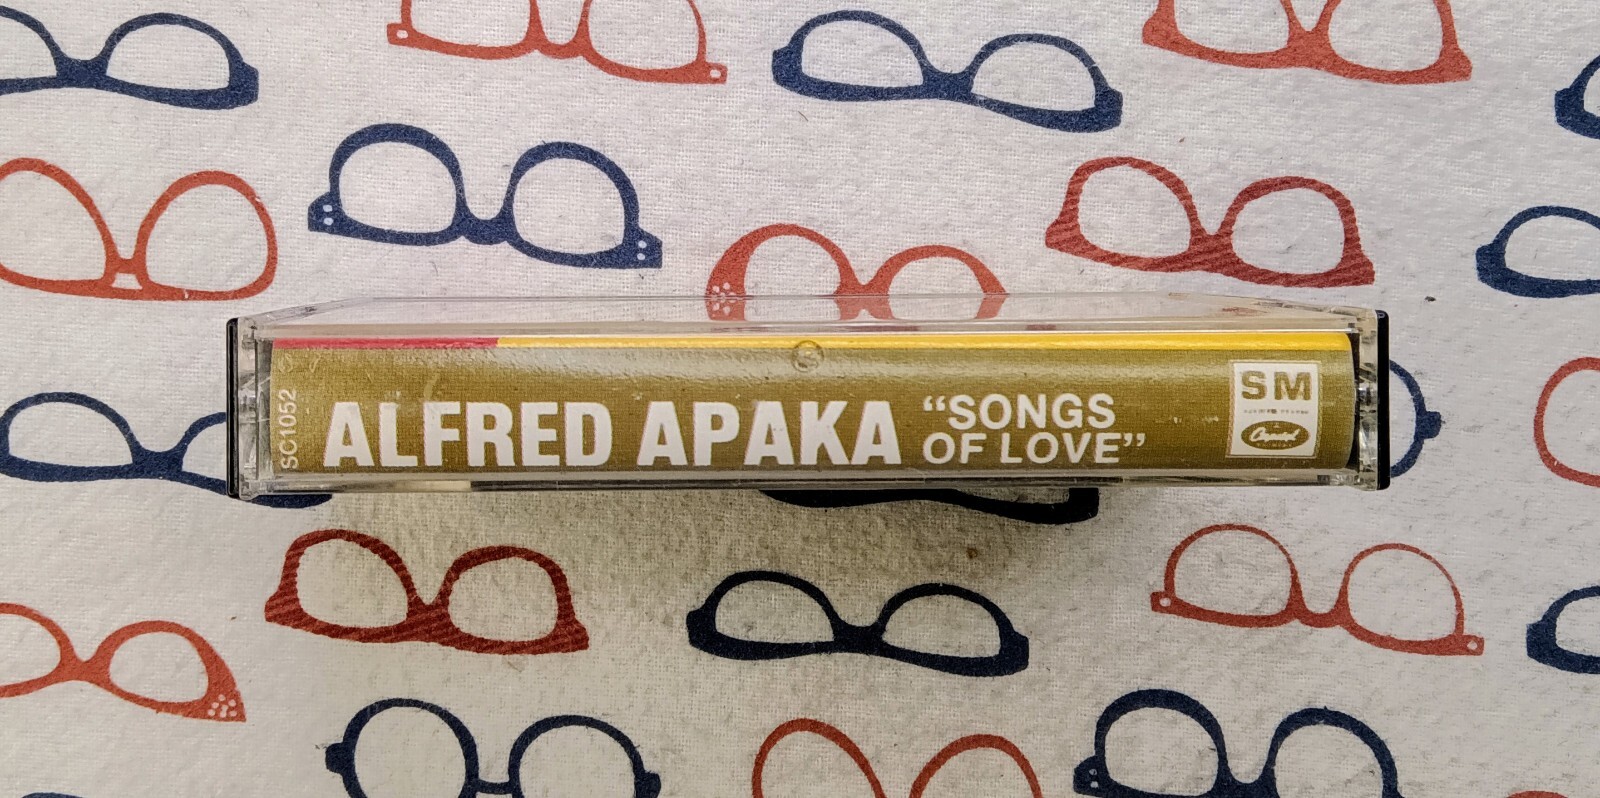 SC1052
ALFRED APAKA
“SONGS
OF LOVE”
SM
Capitol